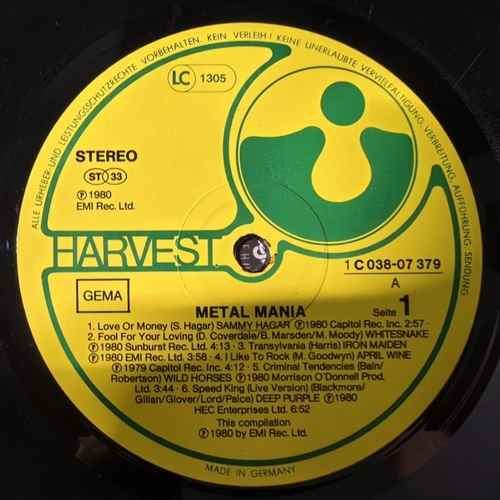 ALLE URHEBER- UND LEISTUNGSSCHUTZRECHTE VORBEHALTEN. KEIN VERLEIH! KEINE UNERLAUBTE VERVIELFÄLTIGUNG, VERBREITUNG, AUFFÜHRUNG, SENDUNG
LC 1305
STEREO
ST 33
℗ 1980
EMI Rec. Ltd.
HARVEST
1 C 038-07 379
A
GEMA
Seite 1
METAL MANIA
1. Love Or Money (S. Hagar) SAMMY HAGAR ℗ 1980 Capitol Rec. Inc. 2:57 ·
2. Fool For Your Loving (D. Coverdale/B. Marsden/M. Moody) WHITESNAKE
℗ 1980 Sunburst Rec. Ltd. 4:13 · 3. Transylvania (Harris) IRON MAIDEN
℗ 1980 EMI Rec. Ltd. 3:58 · 4. I Like To Rock (M. Goodwyn) APRIL WINE
℗ 1979 Capitol Rec. Inc. 4:12 · 5. Criminal Tendencies (Bain/
Robertson) WILD HORSES ℗ 1980 Morrison O'Donnell Prod.
Ltd. 3:44 · 6. Speed King (Live Version) (Blackmore/
Gillan/Glover/Lord/Paice) DEEP PURPLE ℗ 1980
HEC Enterprises Ltd. 6:52
This compilation
℗ 1980 by EMI Rec. Ltd.
MADE IN GERMANY